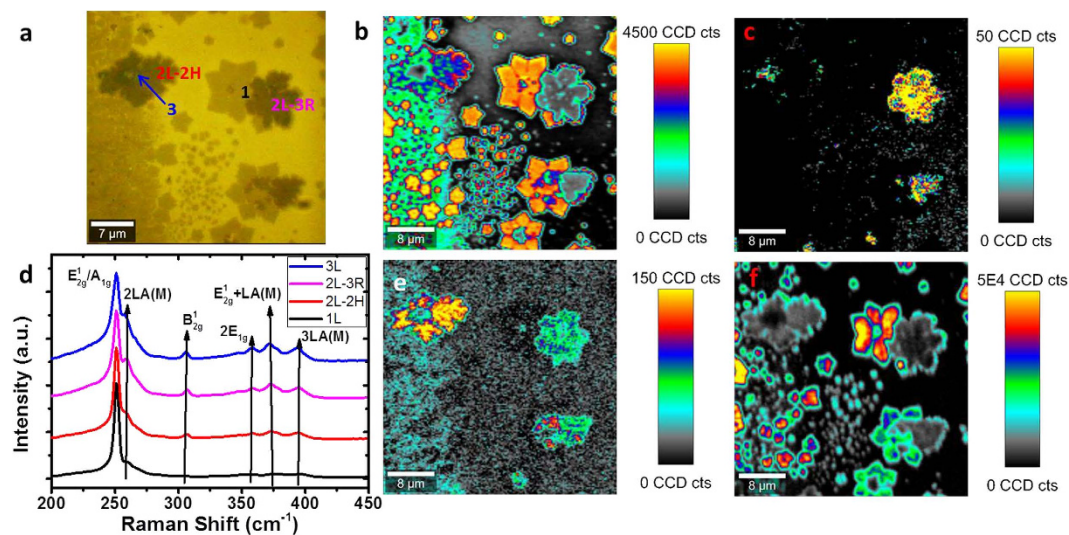 a
2L-2H
3
1
2L-3R
7 µm
b
8 µm
4500 CCD cts
0 CCD cts
c
8 µm
50 CCD cts
0 CCD cts
d
Intensity (a.u.)
E¹₂g/A₁g
2LA(M)
B¹₂g
2E₁g
E¹₂g+LA(M)
3LA(M)
3L
2L-3R
2L-2H
1L
200 250 300 350 400 450
Raman Shift (cm⁻¹)
e
8 µm
150 CCD cts
0 CCD cts
f
8 µm
5E4 CCD cts
0 CCD cts